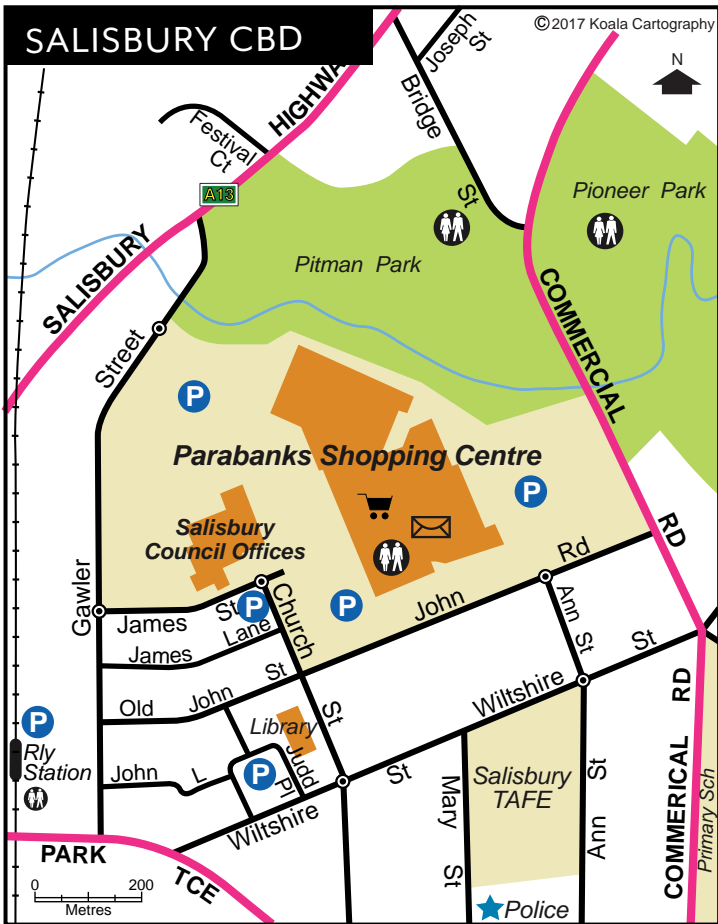 SALISBURY CBD
© 2017 Koala Cartography
N
Joseph St
Bridge St
Festival Ct
SALISBURY HIGHWA
A13
Pioneer Park
Pitman Park
COMMERCIAL RD
Gawler Street
P
Parabanks Shopping Centre
P
Salisbury
Council Offices
P
P
James St
James Lane
Church St
John Rd
Ann St
Wiltshire St
Old John St
Library
P
Rly
Station
John L
P
Judd Pl
Wiltshire St
Mary St
Salisbury
TAFE
Ann St
COMMERICAL RD
Primary Sch
PARK TCE
0 200
Metres
Police